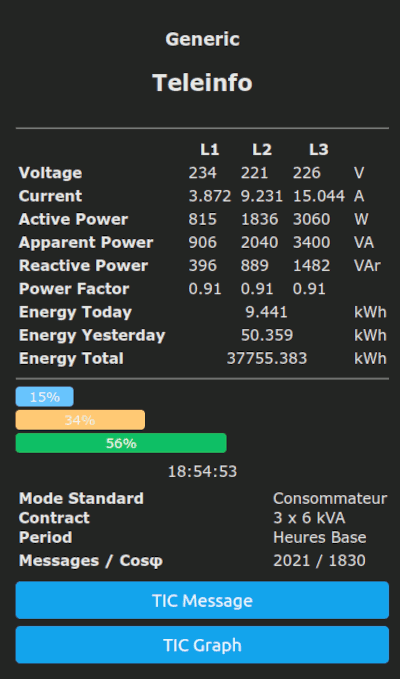 Generic
Teleinfo
L1 L2 L3
Voltage 234 221 226 V
Current 3.872 9.231 15.044 A
Active Power 815 1836 3060 W
Apparent Power 906 2040 3400 VA
Reactive Power 396 889 1482 VAr
Power Factor 0.91 0.91 0.91
Energy Today 9.441 kWh
Energy Yesterday 50.359 kWh
Energy Total 37755.383 kWh
15%
34%
56%
18:54:53
Mode Standard Consommateur
Contract 3 x 6 kVA
Period Heures Base
Messages / Cosφ 2021 / 1830
TIC Message
TIC Graph